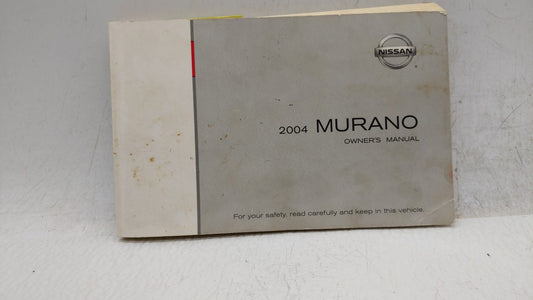 NISSAN
2004 MURANO
OWNER'S MANUAL
For your safety, read carefully and keep in this vehicle.